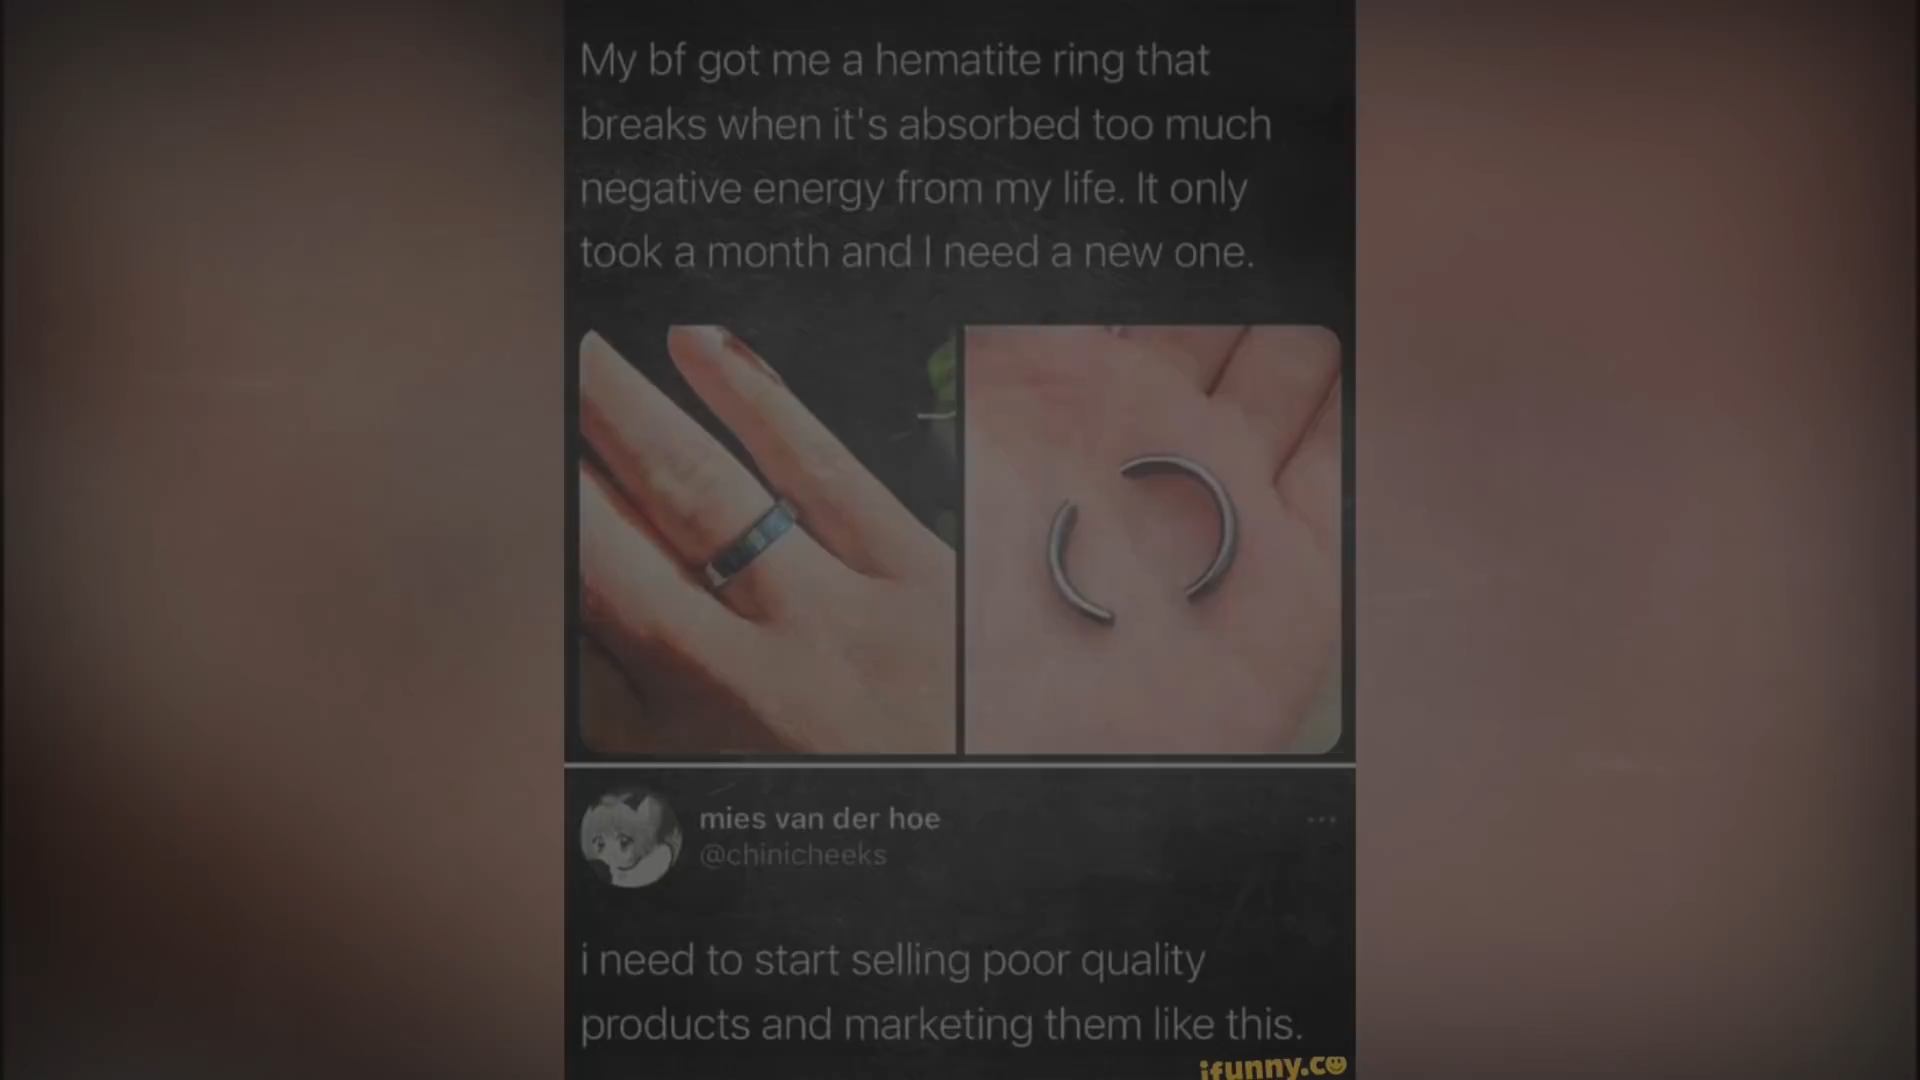 My bf got me a hematite ring that
breaks when it's absorbed too much
negative energy from my life. It only
took a month and I need a new one.
mies van der hoe
@chinicheeks
i need to start selling poor quality
products and marketing them like this.
ifunny.co